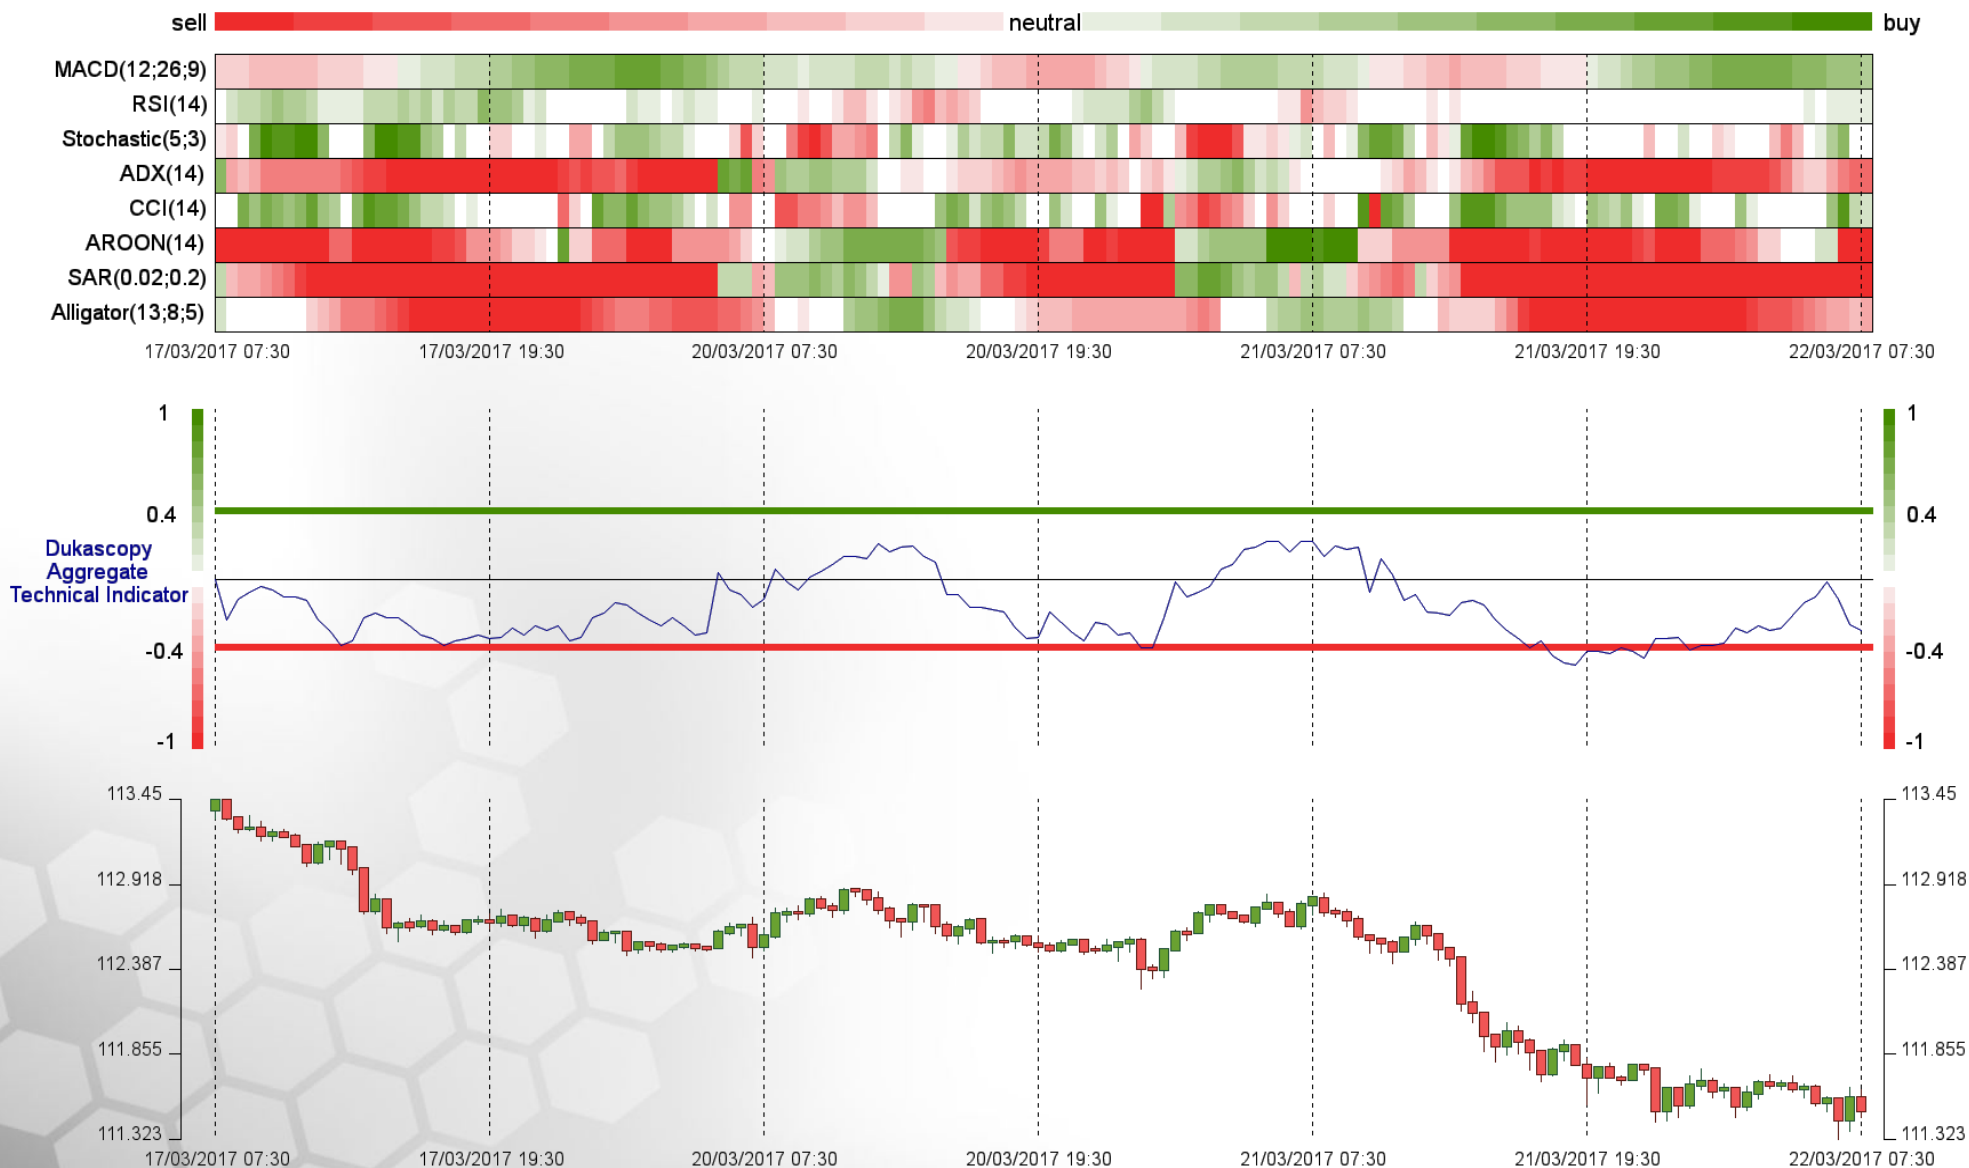 sell neutral buy
MACD(12;26;9)
RSI(14)
Stochastic(5;3)
ADX(14)
CCI(14)
AROON(14)
SAR(0.02;0.2)
Alligator(13;8;5)
17/03/2017 07:30 17/03/2017 19:30 20/03/2017 07:30 20/03/2017 19:30 21/03/2017 07:30 21/03/2017 19:30 22/03/2017 07:30
1 1
0.4 0.4
Dukascopy
Aggregate
Technical Indicator
-0.4 -0.4
-1 -1
113.45 113.45
112.918 112.918
112.387 112.387
111.855 111.855
111.323 111.323
17/03/2017 07:30 17/03/2017 19:30 20/03/2017 07:30 20/03/2017 19:30 21/03/2017 07:30 21/03/2017 19:30 22/03/2017 07:30